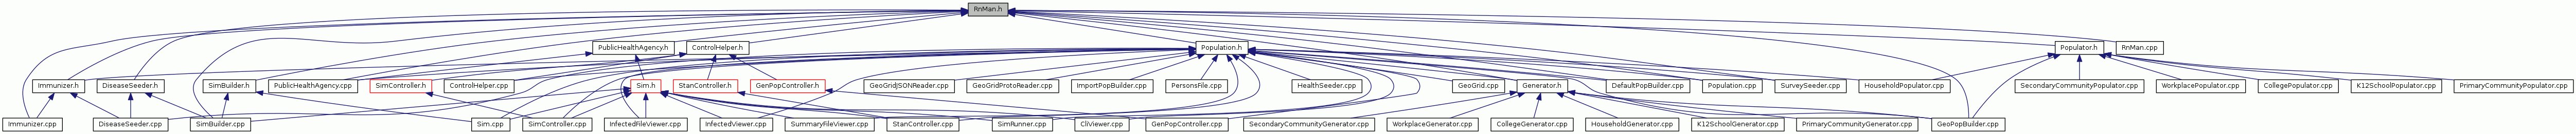 RnMan.h
PublicHealthAgency.h
ControlHelper.h
Population.h
Populator.h
RnMan.cpp
Immunizer.h
DiseaseSeeder.h
SimBuilder.h
PublicHealthAgency.cpp
SimController.h
ControlHelper.cpp
Sim.h
StanController.h
GenPopController.h
GeoGridJSONReader.cpp
GeoGridProtoReader.cpp
ImportPopBuilder.cpp
PersonsFile.cpp
HealthSeeder.cpp
GeoGrid.cpp
Generator.h
DefaultPopBuilder.cpp
Population.cpp
SurveySeeder.cpp
HouseholdPopulator.cpp
SecondaryCommunityPopulator.cpp
WorkplacePopulator.cpp
CollegePopulator.cpp
K12SchoolPopulator.cpp
PrimaryCommunityPopulator.cpp
Immunizer.cpp
DiseaseSeeder.cpp
SimBuilder.cpp
Sim.cpp
SimController.cpp
InfectedFileViewer.cpp
InfectedViewer.cpp
SummaryFileViewer.cpp
StanController.cpp
SimRunner.cpp
CliViewer.cpp
GenPopController.cpp
SecondaryCommunityGenerator.cpp
WorkplaceGenerator.cpp
CollegeGenerator.cpp
HouseholdGenerator.cpp
K12SchoolGenerator.cpp
PrimaryCommunityGenerator.cpp
GeoPopBuilder.cpp